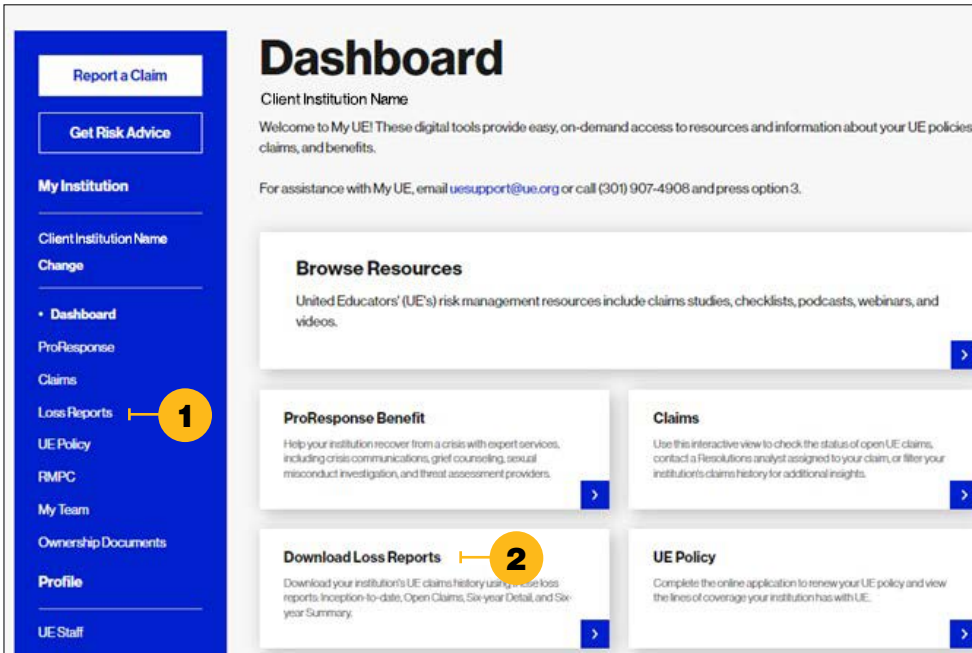 Report a Claim
Get Risk Advice
My Institution
Client Institution Name
Change
• Dashboard
ProResponse
Claims
Loss Reports
1
UE Policy
RMPC
My Team
Ownership Documents
Profile
UE Staff
Dashboard
Client Institution Name
Welcome to My UE! These digital tools provide easy, on-demand access to resources and information about your UE policies
claims, and benefits.
For assistance with My UE, email uesupport@ue.org or call (301) 907-4908 and press option 3.
Browse Resources
United Educators' (UE's) risk management resources include claims studies, checklists, podcasts, webinars, and
videos.
ProResponse Benefit
Help your institution recover from a crisis with expert services,
including crisis communications, grief counseling, sexual
misconduct investigation, and threat assessment providers.
Claims
Use this interactive view to check the status of open UE claims,
contact a Resolutions analyst assigned to your claim, or filter your
institution's claims history for additional insights.
Download Loss Reports
2
Download your institution's UE claims history using these loss
reports: Inception-to-date, Open Claims, Six-year Detail, and Six-
year Summary.
UE Policy
Complete the online application to renew your UE policy and view
the lines of coverage your institution has with UE.